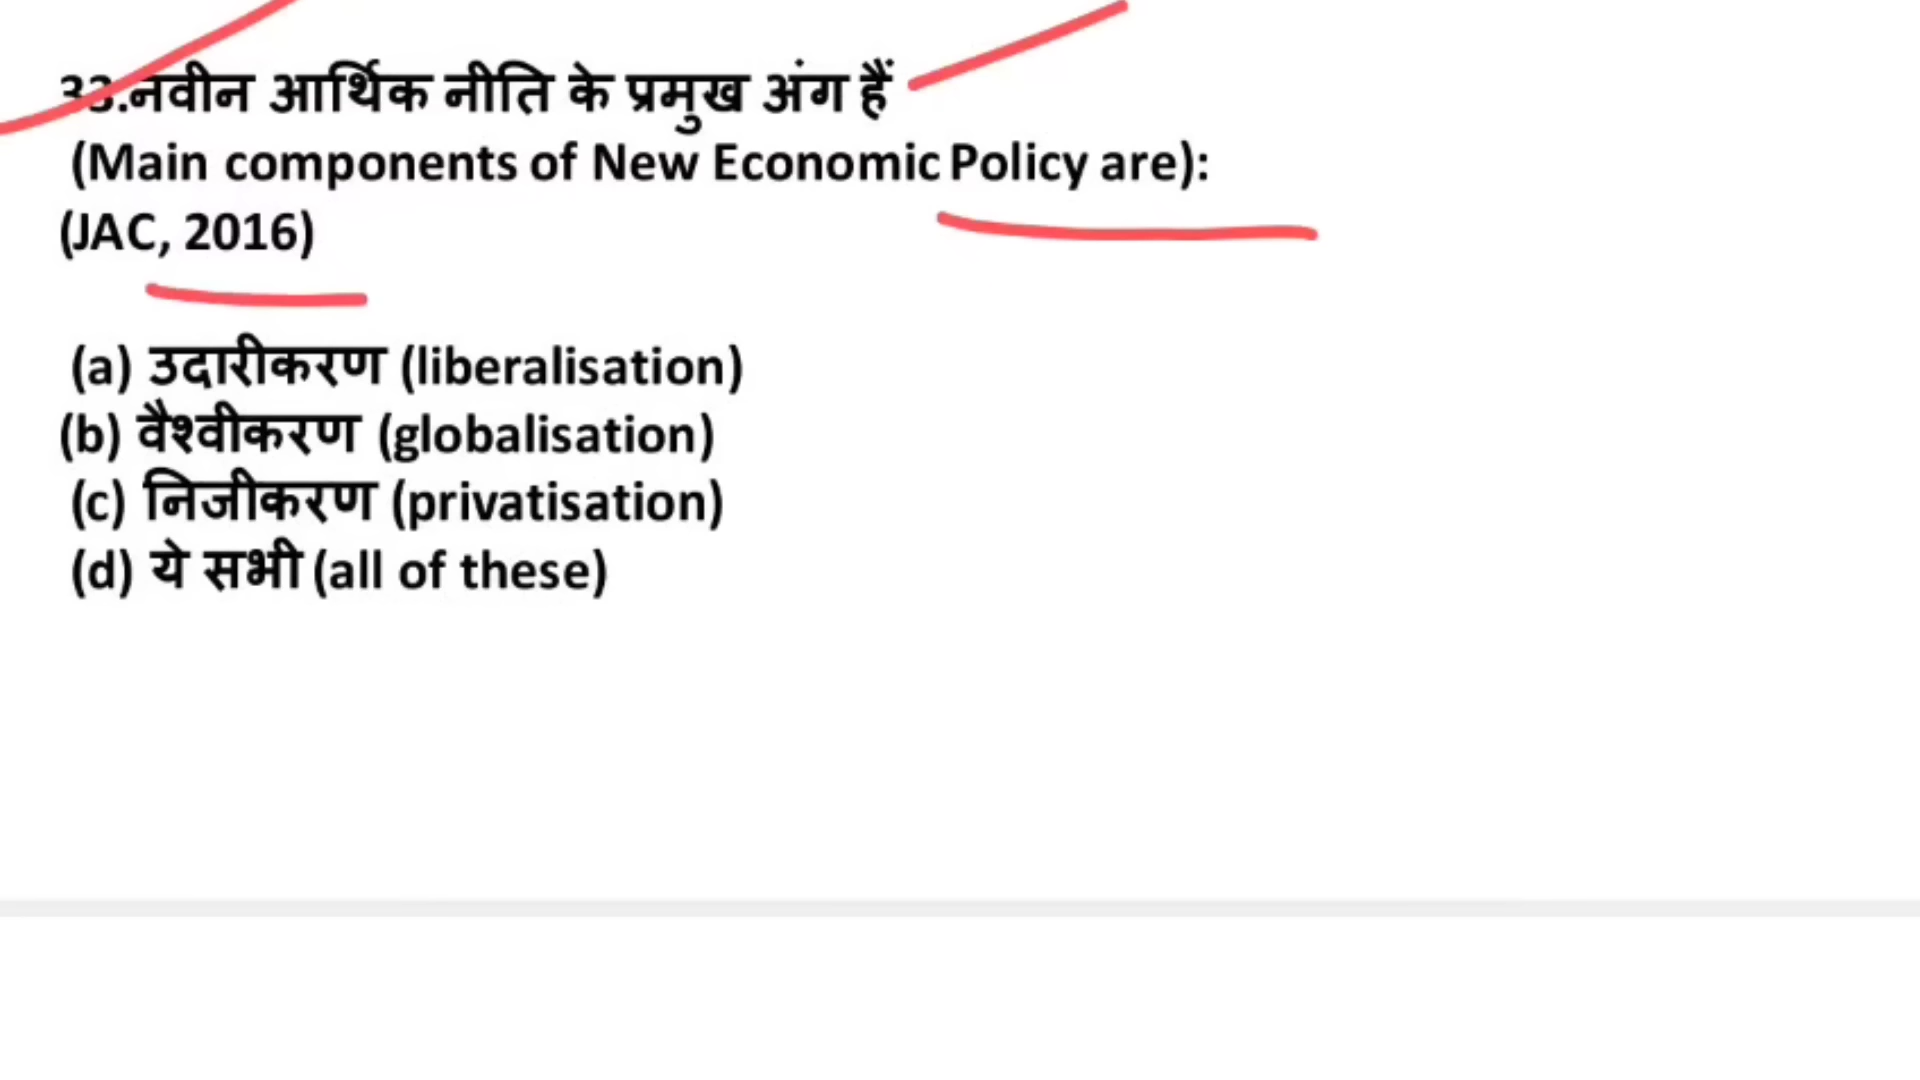 33.नवीन आर्थिक नीति के प्रमुख अंग हैं
(Main components of New Economic Policy are):
(JAC, 2016)
(a) उदारीकरण (liberalisation)
(b) वैश्वीकरण (globalisation)
(c) निजीकरण (privatisation)
(d) ये सभी (all of these)